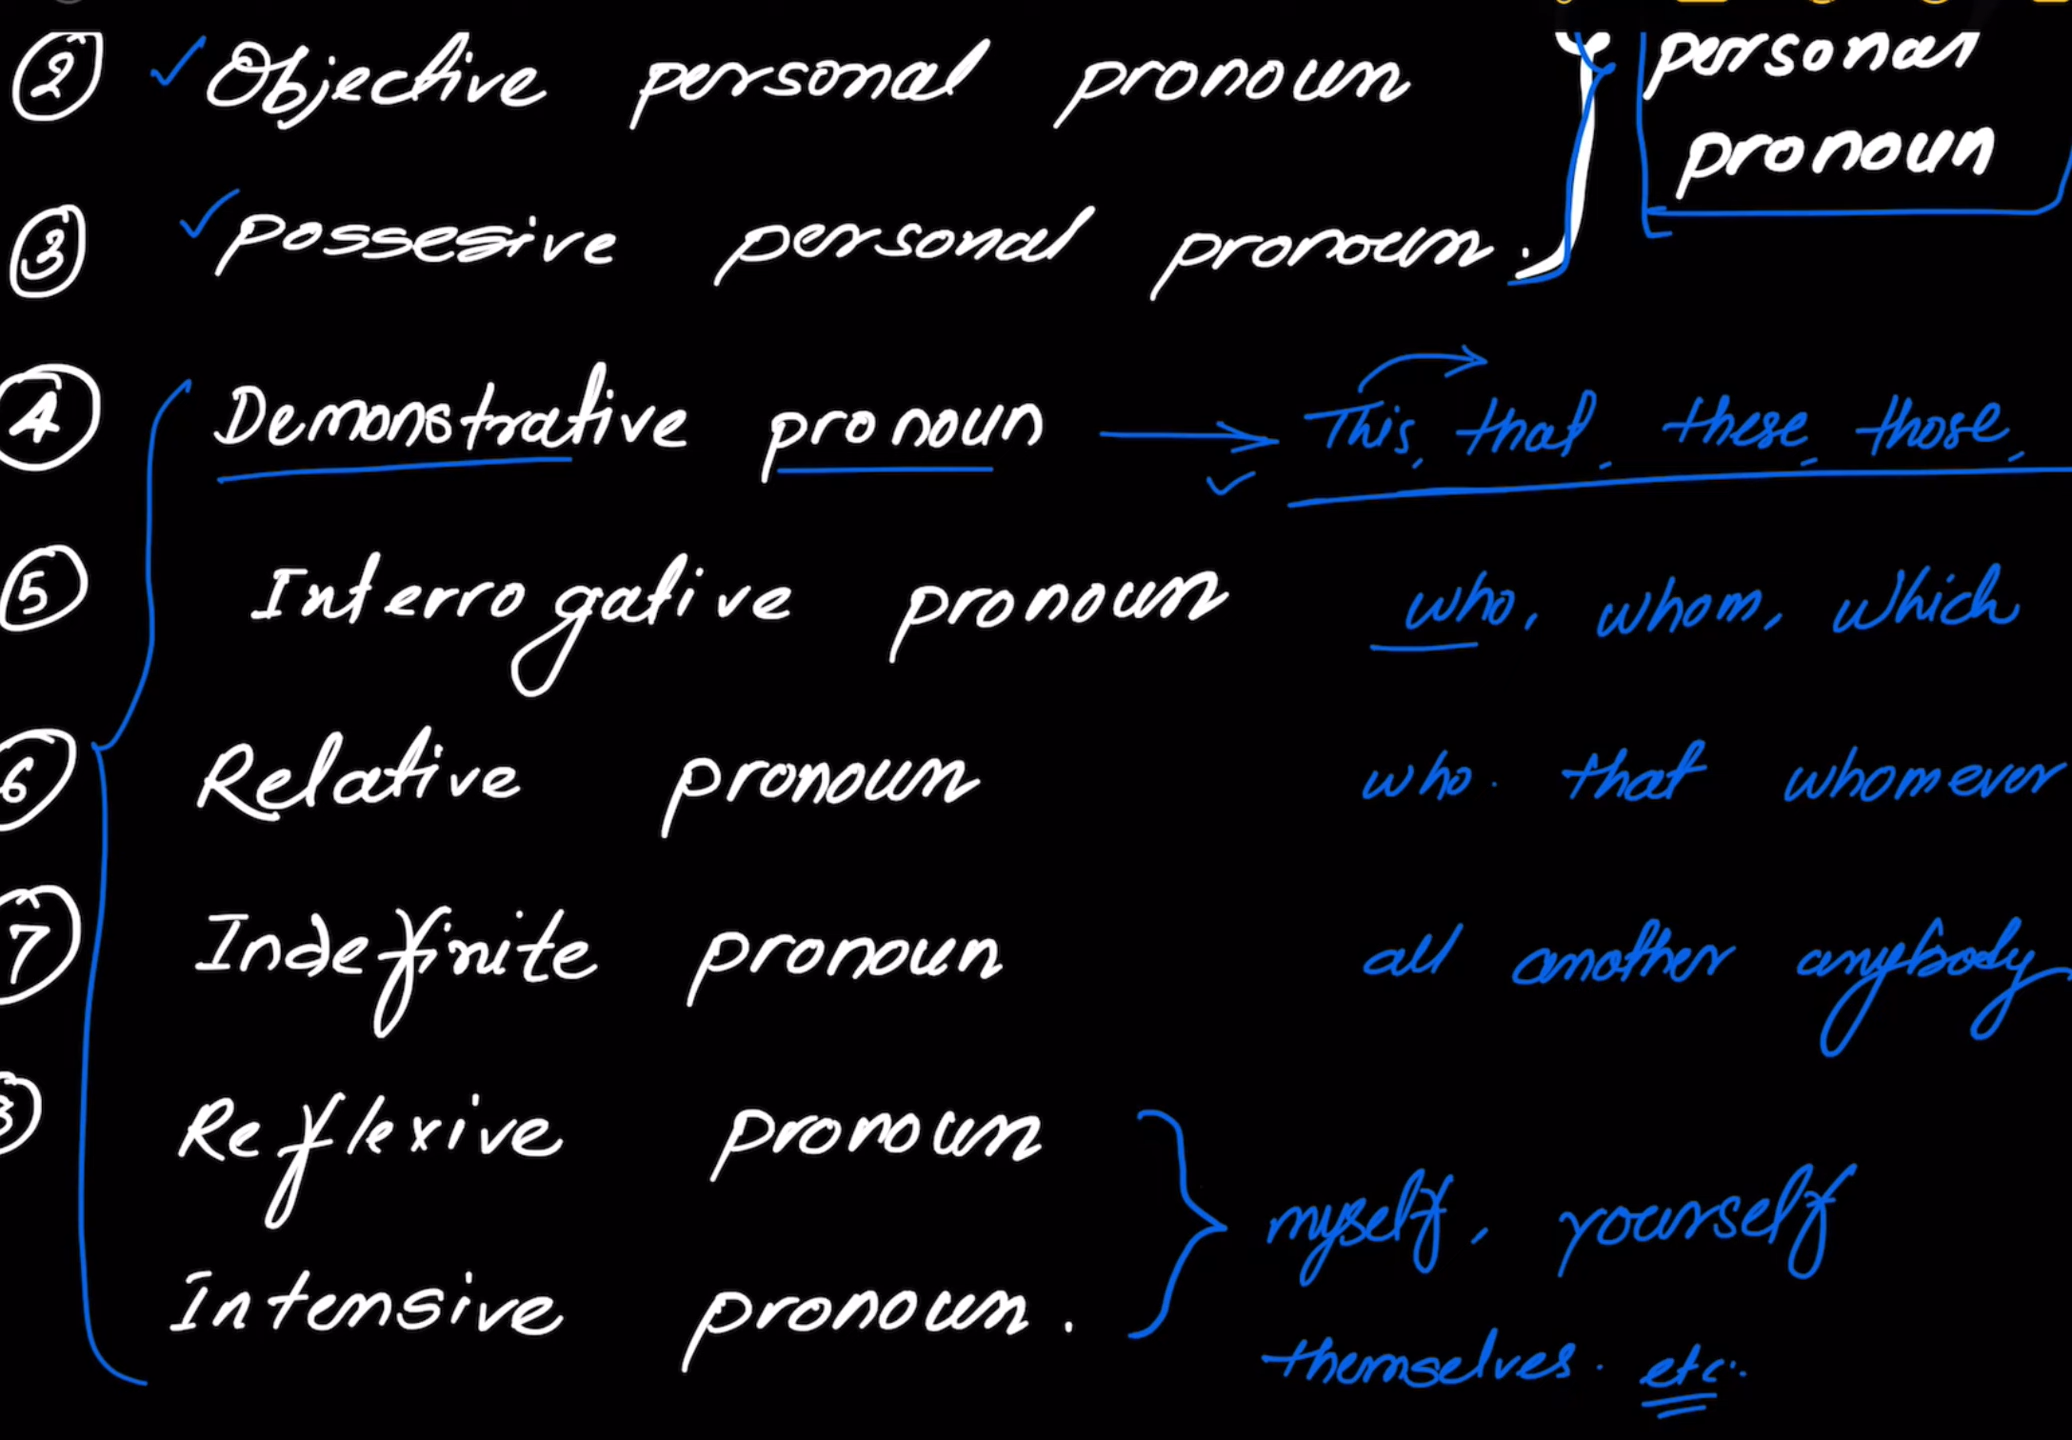 ② Objective personal pronoun
personal
pronoun
③ possesive personal pronoun.
④ Demonstrative pronoun → This, that, these, those,
⑤ Interrogative pronoun who, whom, which
⑥ Relative pronoun who. that whomever
⑦ Indefinite pronoun all another anybody
⑧ Reflexive pronoun
myself, yourself
Intensive pronoun.
themselves. etc.